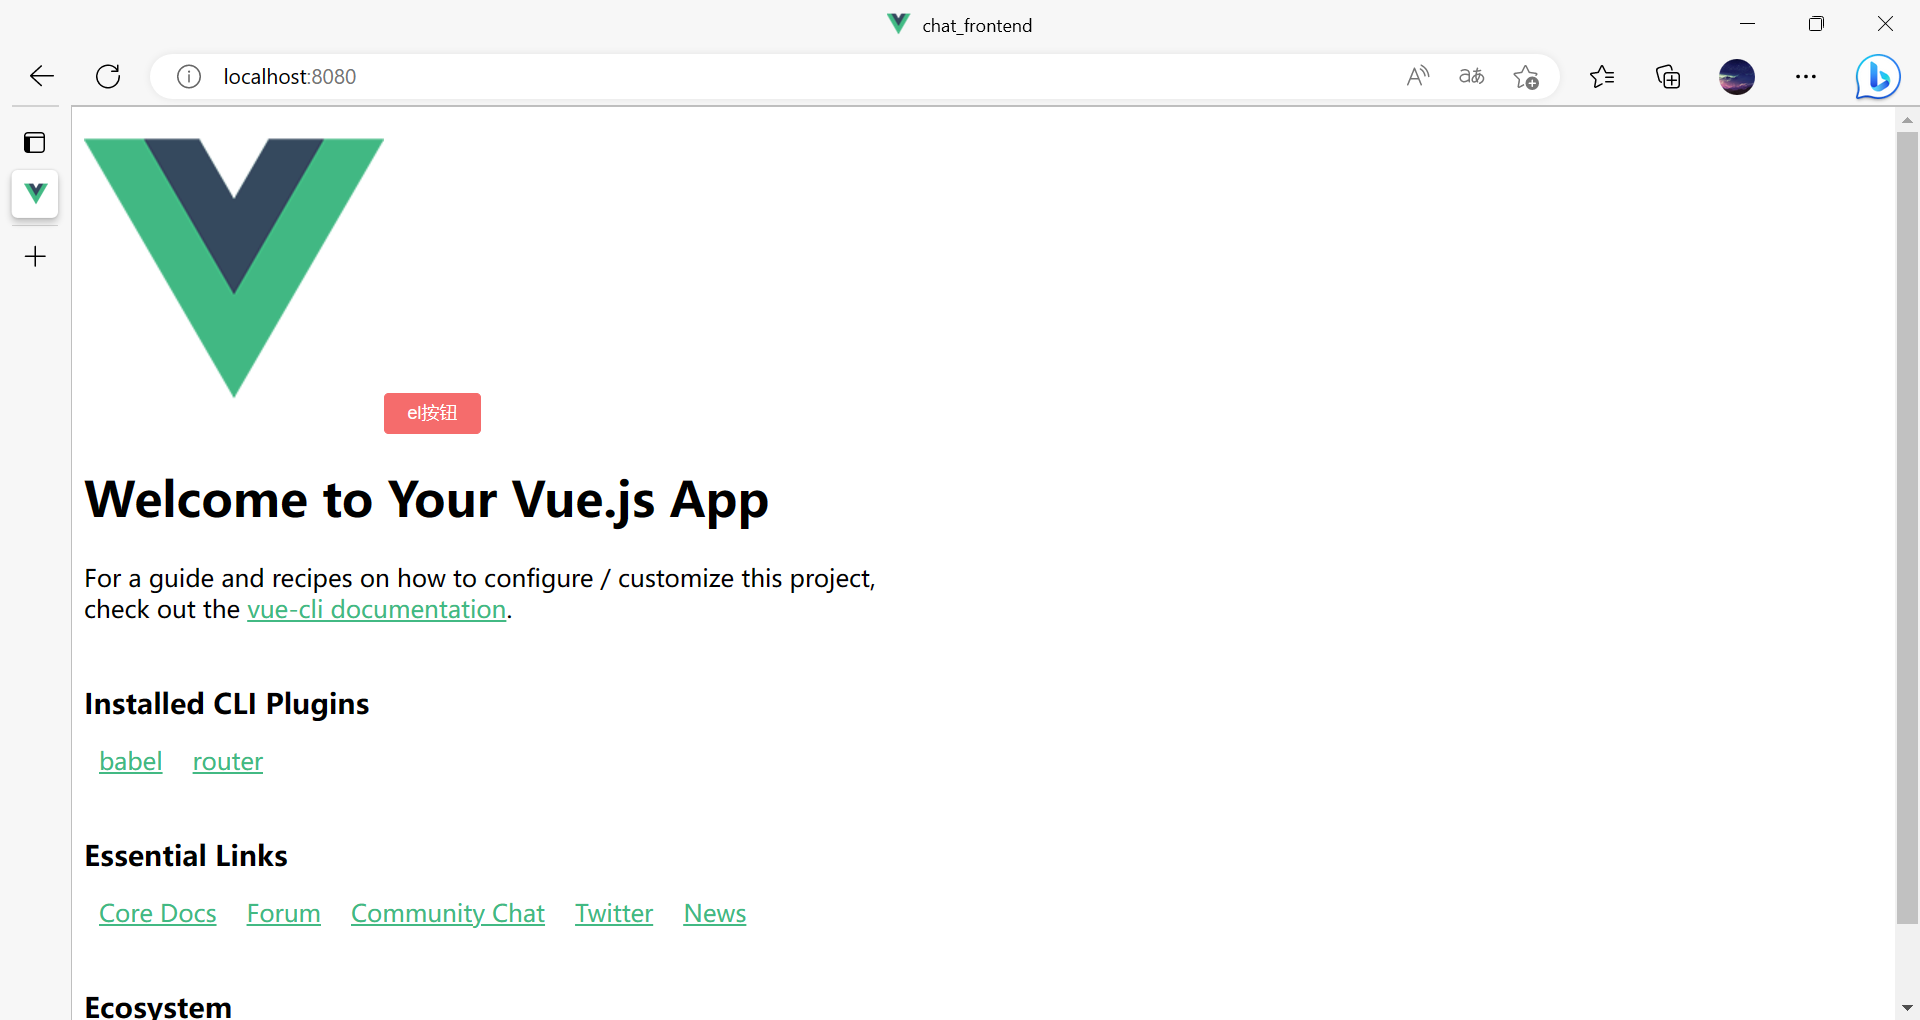 chat_frontend
localhost:8080
el按钮
Welcome to Your Vue.js App
For a guide and recipes on how to configure / customize this project,
check out the vue-cli documentation.
Installed CLI Plugins
babel router
Essential Links
Core Docs Forum Community Chat Twitter News
Ecosystem